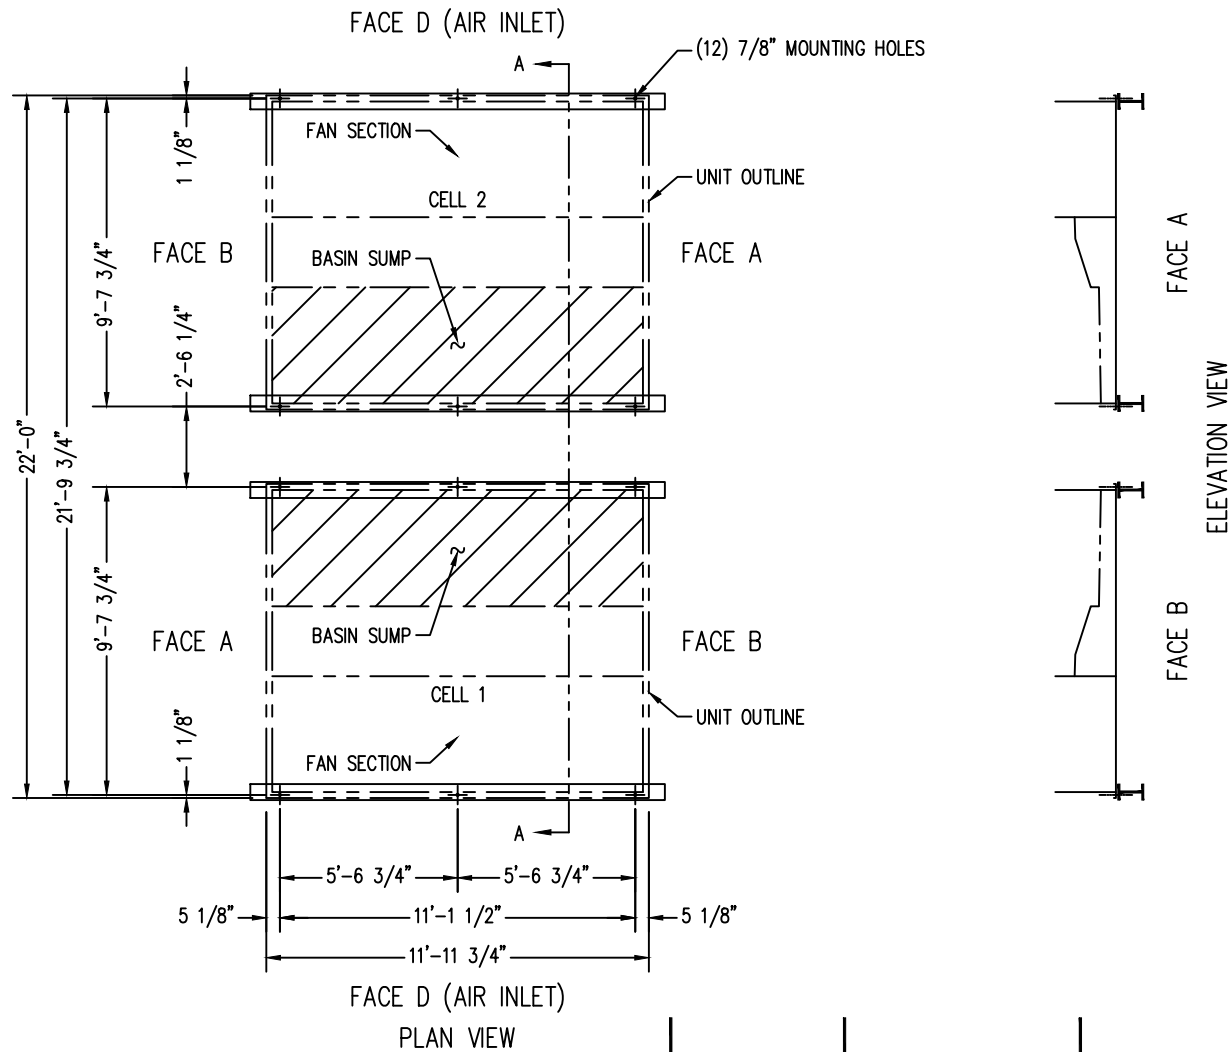 FACE D (AIR INLET)
A
(12) 7/8” MOUNTING HOLES
1 1/8”
FAN SECTION
UNIT OUTLINE
CELL 2
FACE B
BASIN SUMP
FACE A
FACE A
9’-7 3/4”
2’-6 1/4”
22’-0”
21’-9 3/4”
ELEVATION VIEW
9’-7 3/4”
FACE A
BASIN SUMP
FACE B
FACE B
CELL 1
1 1/8”
UNIT OUTLINE
FAN SECTION
A
5’-6 3/4”
5’-6 3/4”
5 1/8”
11’-1 1/2”
5 1/8”
11’-11 3/4”
FACE D (AIR INLET)
PLAN VIEW